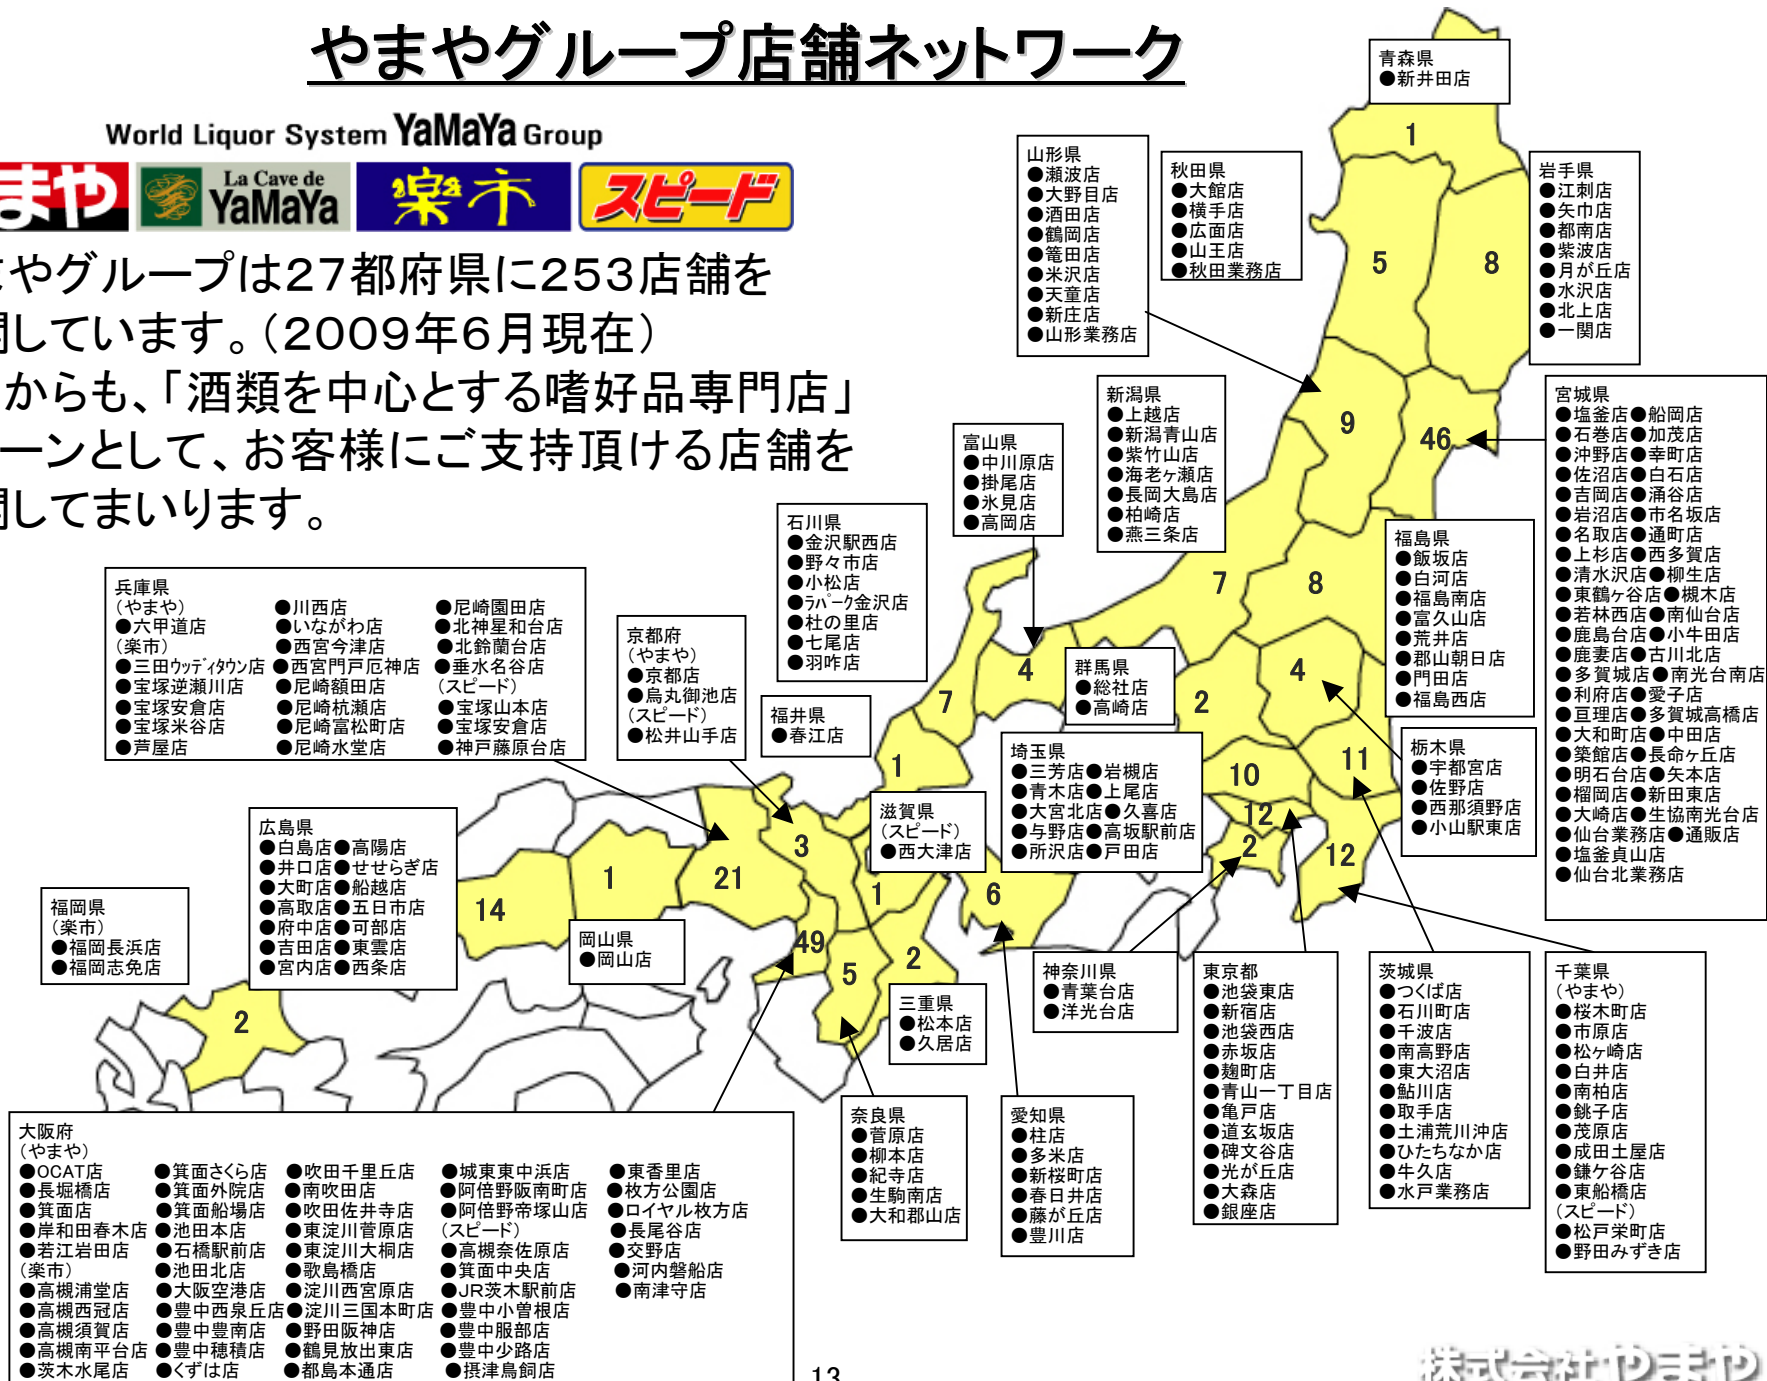 やまやグループ店舗ネットワーク
World Liquor System YaMaYa Group
まや
La Cave de
YaMaYa
楽市
スピード
やグループは27都府県に253店舗を
しています。（2009年6月現在）
からも、「酒類を中心とする嗜好品専門店」
ーンとして、お客様にご支持頂ける店舗を
してまいります。
青森県
●新井田店
山形県
●瀬波店
●大野目店
●酒田店
●鶴岡店
●篭田店
●米沢店
●天童店
●新庄店
●山形業務店
秋田県
●大館店
●横手店
●広面店
●山王店
●秋田業務店
岩手県
●江刺店
●矢巾店
●都南店
●紫波店
●月が丘店
●水沢店
●北上店
●一関店
新潟県
●上越店
●新潟青山店
●紫竹山店
●海老ヶ瀬店
●長岡大島店
●柏崎店
●燕三条店
富山県
●中川原店
●掛尾店
●氷見店
●高岡店
石川県
●金沢駅西店
●野々市店
●小松店
●ﾗﾊﾟｰｸ金沢店
●杜の里店
●七尾店
●羽咋店
宮城県
●塩釜店●船岡店
●石巻店●加茂店
●沖野店●幸町店
●佐沼店●白石店
●吉岡店●涌谷店
●岩沼店●市名坂店
●名取店●通町店
●上杉店●西多賀店
●清水沢店●柳生店
●東鶴ヶ谷店●槻木店
●若林西店●南仙台店
●鹿島台店●小牛田店
●鹿妻店●古川北店
●多賀城店●南光台南店
●利府店●愛子店
●亘理店●多賀城高橋店
●大和町店●中田店
●築館店●長命ヶ丘店
●明石台店●矢本店
●榴岡店●新田東店
●大崎店●生協南光台店
●仙台業務店●通販店
●塩釜貞山店
●仙台北業務店
福島県
●飯坂店
●白河店
●福島南店
●富久山店
●荒井店
●郡山朝日店
●門田店
●福島西店
兵庫県
（やまや）
●六甲道店
（楽市）
●三田ｳｯﾃﾞｨﾀｳﾝ店
●宝塚逆瀬川店
●宝塚安倉店
●宝塚米谷店
●芦屋店
●川西店
●いながわ店
●西宮今津店
●西宮門戸厄神店
●尼崎額田店
●尼崎杭瀬店
●尼崎富松町店
●尼崎水堂店
●尼崎園田店
●北神星和台店
●北鈴蘭台店
●垂水名谷店
（スピード）
●宝塚山本店
●宝塚安倉店
●神戸藤原台店
京都府
（やまや）
●京都店
●烏丸御池店
（スピード）
●松井山手店
福井県
●春江店
群馬県
●総社店
●高崎店
埼玉県
●三芳店●岩槻店
●青木店●上尾店
●大宮北店●久喜店
●与野店●高坂駅前店
●所沢店●戸田店
栃木県
●宇都宮店
●佐野店
●西那須野店
●小山駅東店
滋賀県
（スピード）
●西大津店
広島県
●白島店●高陽店
●井口店●せせらぎ店
●大町店●船越店
●高取店●五日市店
●府中店●可部店
●吉田店●東雲店
●宮内店●西条店
福岡県
（楽市）
●福岡長浜店
●福岡志免店
岡山県
●岡山店
三重県
●松本店
●久居店
神奈川県
●青葉台店
●洋光台店
東京都
●池袋東店
●新宿店
●池袋西店
●赤坂店
●麹町店
●青山一丁目店
●亀戸店
●道玄坂店
●碑文谷店
●光が丘店
●大森店
●銀座店
茨城県
●つくば店
●石川町店
●千波店
●南高野店
●東大沼店
●鮎川店
●取手店
●土浦荒川沖店
●ひたちなか店
●牛久店
●水戸業務店
千葉県
（やまや）
●桜木町店
●市原店
●松ヶ崎店
●白井店
●南柏店
●銚子店
●茂原店
●成田土屋店
●鎌ケ谷店
●東船橋店
（スピード）
●松戸栄町店
●野田みずき店
奈良県
●菅原店
●柳本店
●紀寺店
●生駒南店
●大和郡山店
愛知県
●柱店
●多米店
●新桜町店
●春日井店
●藤が丘店
●豊川店
大阪府
（やまや）
●OCAT店
●長堀橋店
●箕面店
●岸和田春木店
●若江岩田店
（楽市）
●高槻浦堂店
●高槻西冠店
●高槻須賀店
●高槻南平台店
●茨木水尾店
●箕面さくら店
●箕面外院店
●箕面船場店
●池田本店
●石橋駅前店
●池田北店
●大阪空港店
●豊中西泉丘店
●豊中豊南店
●豊中穂積店
●くずは店
●吹田千里丘店
●南吹田店
●吹田佐井寺店
●東淀川菅原店
●東淀川大桐店
●歌島橋店
●淀川西宮原店
●淀川三国本町店
●野田阪神店
●鶴見放出東店
●都島本通店
●城東東中浜店
●阿倍野阪南町店
●阿倍野帝塚山店
（スピード）
●高槻奈佐原店
●箕面中央店
●JR茨木駅前店
●豊中小曽根店
●豊中服部店
●豊中少路店
●摂津鳥飼店
●東香里店
●枚方公園店
●ロイヤル枚方店
●長尾谷店
●交野店
●河内磐船店
●南津守店
1
5
8
9
46
7
8
4
7
4
2
1
10
11
12
2
12
3
21
1
14
1
6
49
5
2
2
13
株式会社やまや